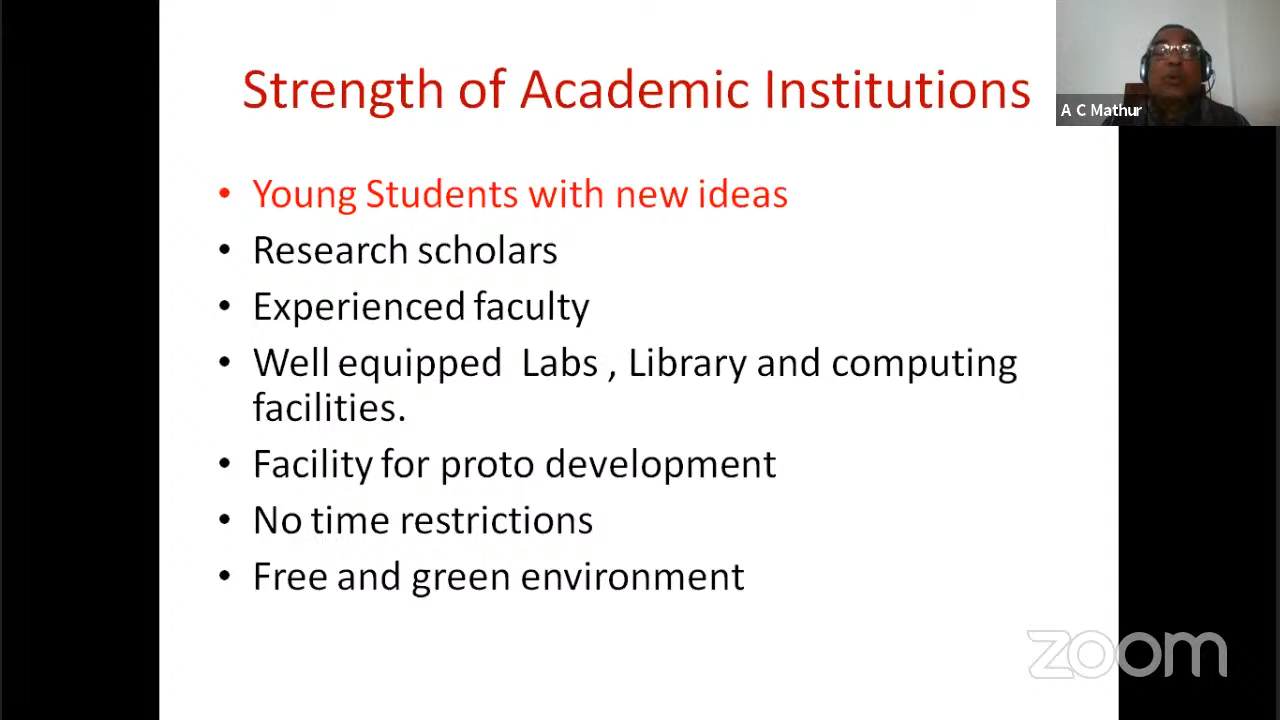 Strength of Academic Institutions
A C Mathur
• Young Students with new ideas
• Research scholars
• Experienced faculty
• Well equipped Labs , Library and computing
facilities.
• Facility for proto development
• No time restrictions
• Free and green environment
zoom